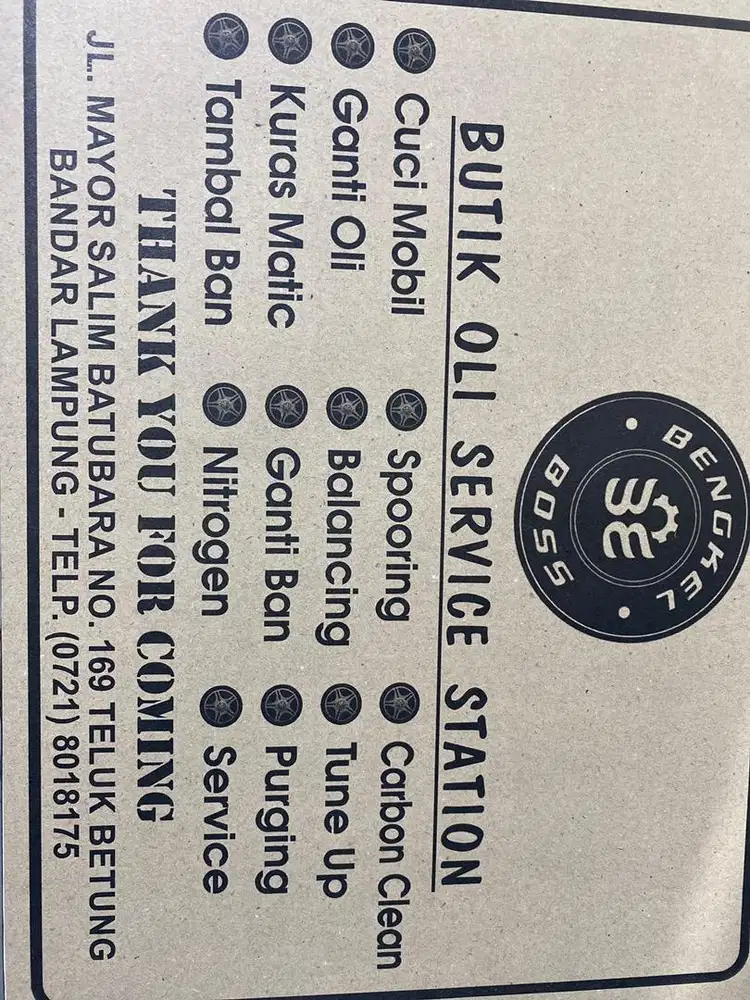 BENGKEL
BOSS
BUTIK OLI SERVICE STATION
Cuci Mobil Spooring Carbon Clean
Ganti Oli Balancing Tune Up
Kuras Matic Ganti Ban Purging
Tambal Ban Nitrogen Service
THANK YOU FOR COMING
JL. MAYOR SALIM BATUBARA NO. 169 TELUK BETUNG
BANDAR LAMPUNG - TELP. (0721) 8018175